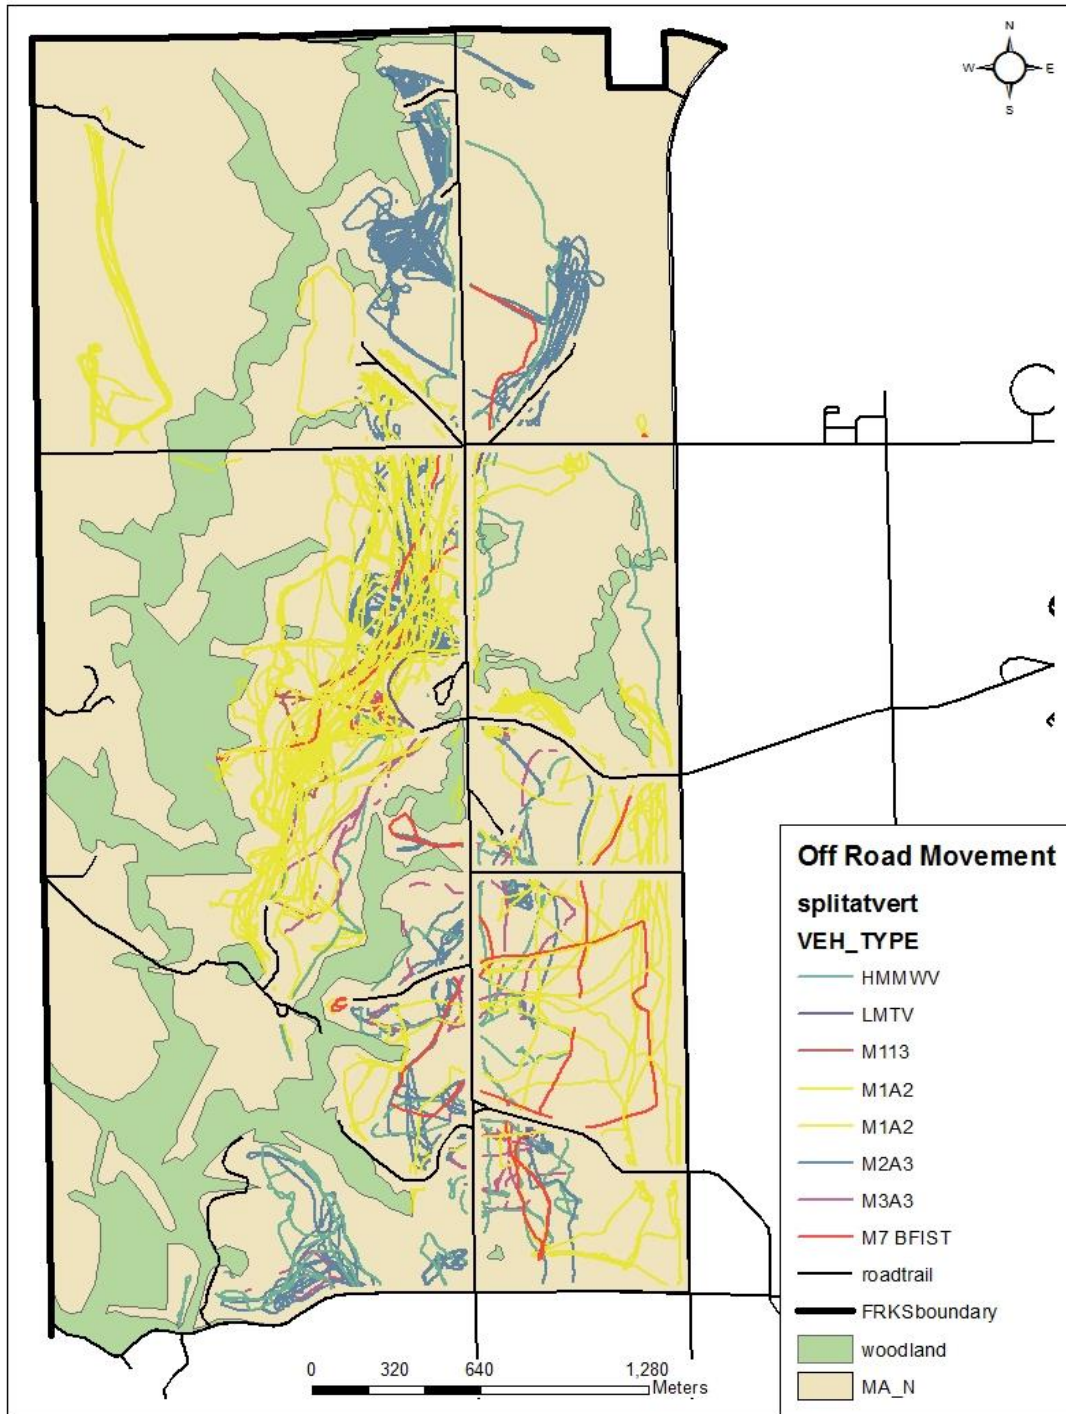 N
W E
S
Off Road Movement
splitatvert
VEH_TYPE
HMMWV
LMTV
M113
M1A2
M1A2
M2A3
M3A3
M7 BFIST
roadtrail
FRKSboundary
woodland
MA_N
0 320 640 1,280
Meters